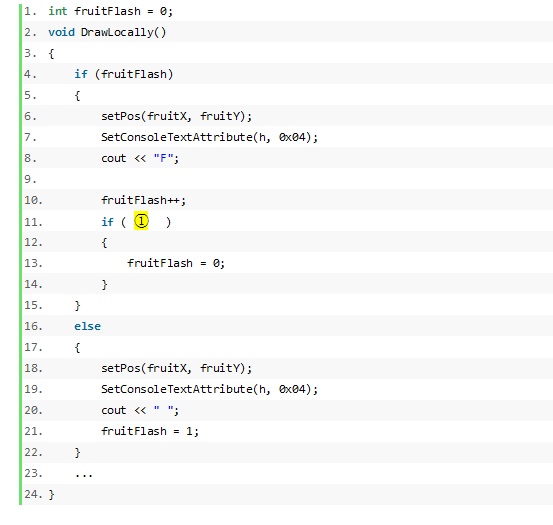 1. int fruitFlash = 0;
2. void DrawLocally()
3. {
4. if (fruitFlash)
5. {
6. setPos(fruitX, fruitY);
7. SetConsoleTextAttribute(h, 0x04);
8. cout << "F";
9.
10. fruitFlash++;
11. if ( ① )
12. {
13. fruitFlash = 0;
14. }
15. }
16. else
17. {
18. setPos(fruitX, fruitY);
19. SetConsoleTextAttribute(h, 0x04);
20. cout << " ";
21. fruitFlash = 1;
22. }
23. ...
24. }